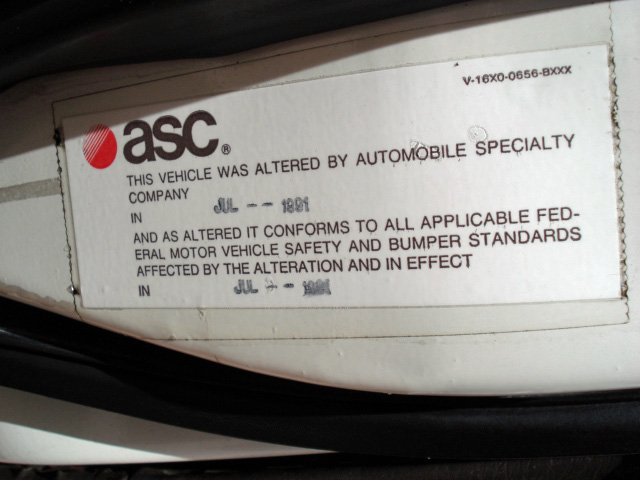 V-16X0-0656-BXXX
asc®
THIS VEHICLE WAS ALTERED BY AUTOMOBILE SPECIALTY
COMPANY
IN JUL -- 1991
AND AS ALTERED IT CONFORMS TO ALL APPLICABLE FED-
ERAL MOTOR VEHICLE SAFETY AND BUMPER STANDARDS
AFFECTED BY THE ALTERATION AND IN EFFECT
IN JUL --